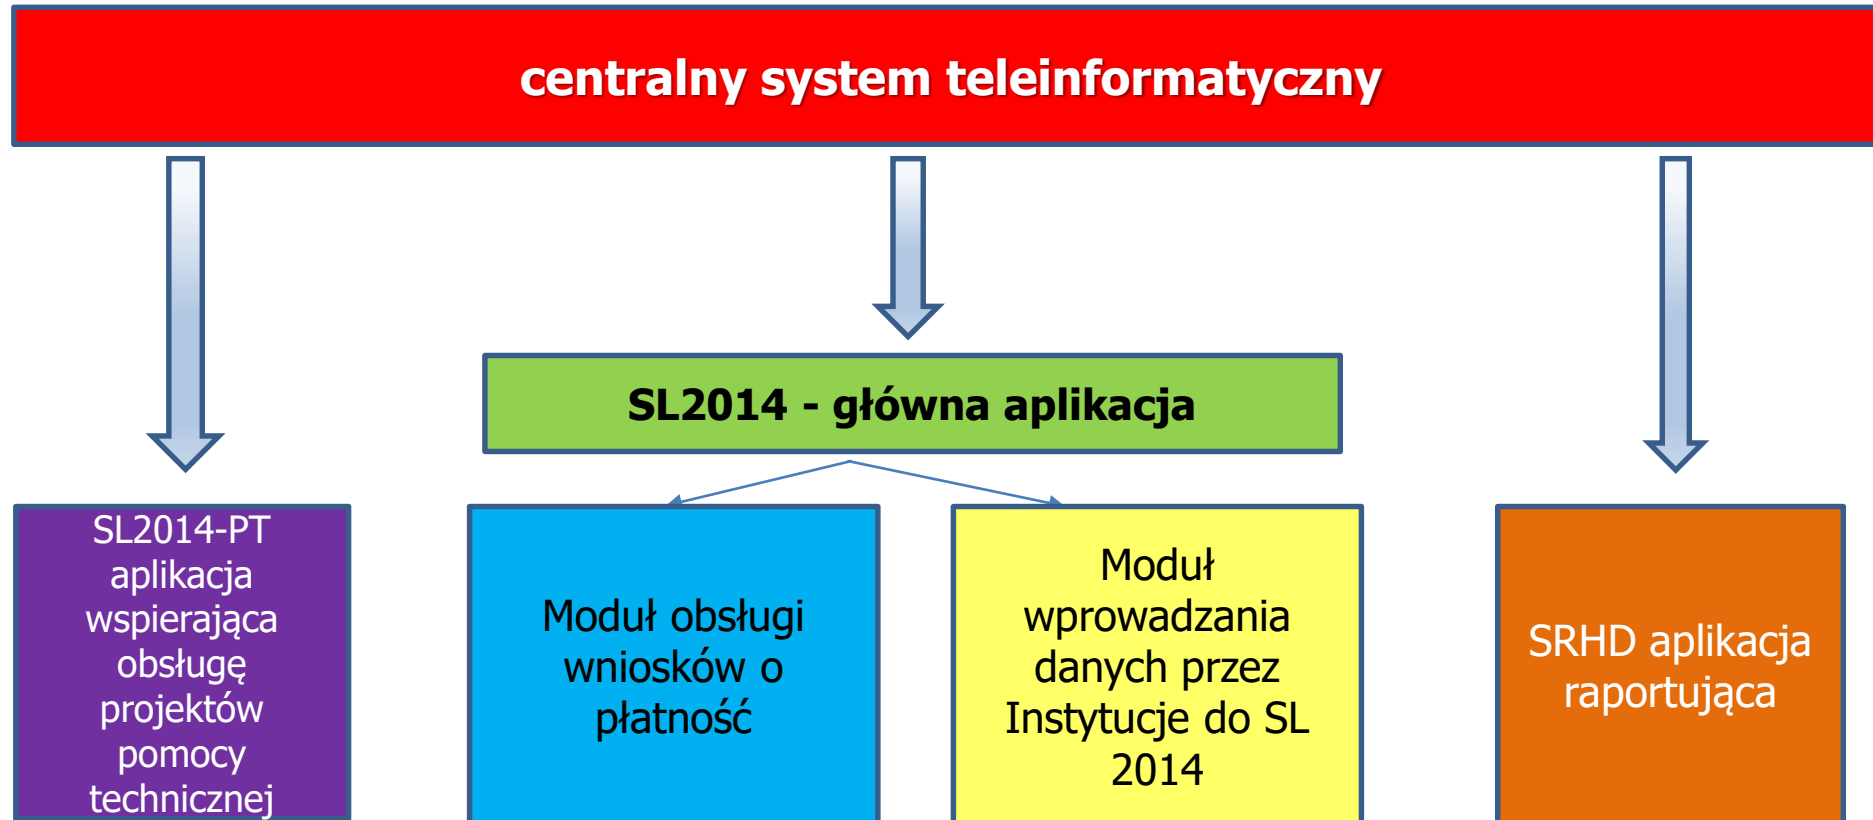 centralny system teleinformatyczny
SL2014 - główna aplikacja
SL2014-PT
aplikacja
wspierająca
obsługę
projektów
pomocy
technicznej
Moduł obsługi
wniosków o
płatność
Moduł
wprowadzania
danych przez
Instytucje do SL
2014
SRHD aplikacja
raportująca